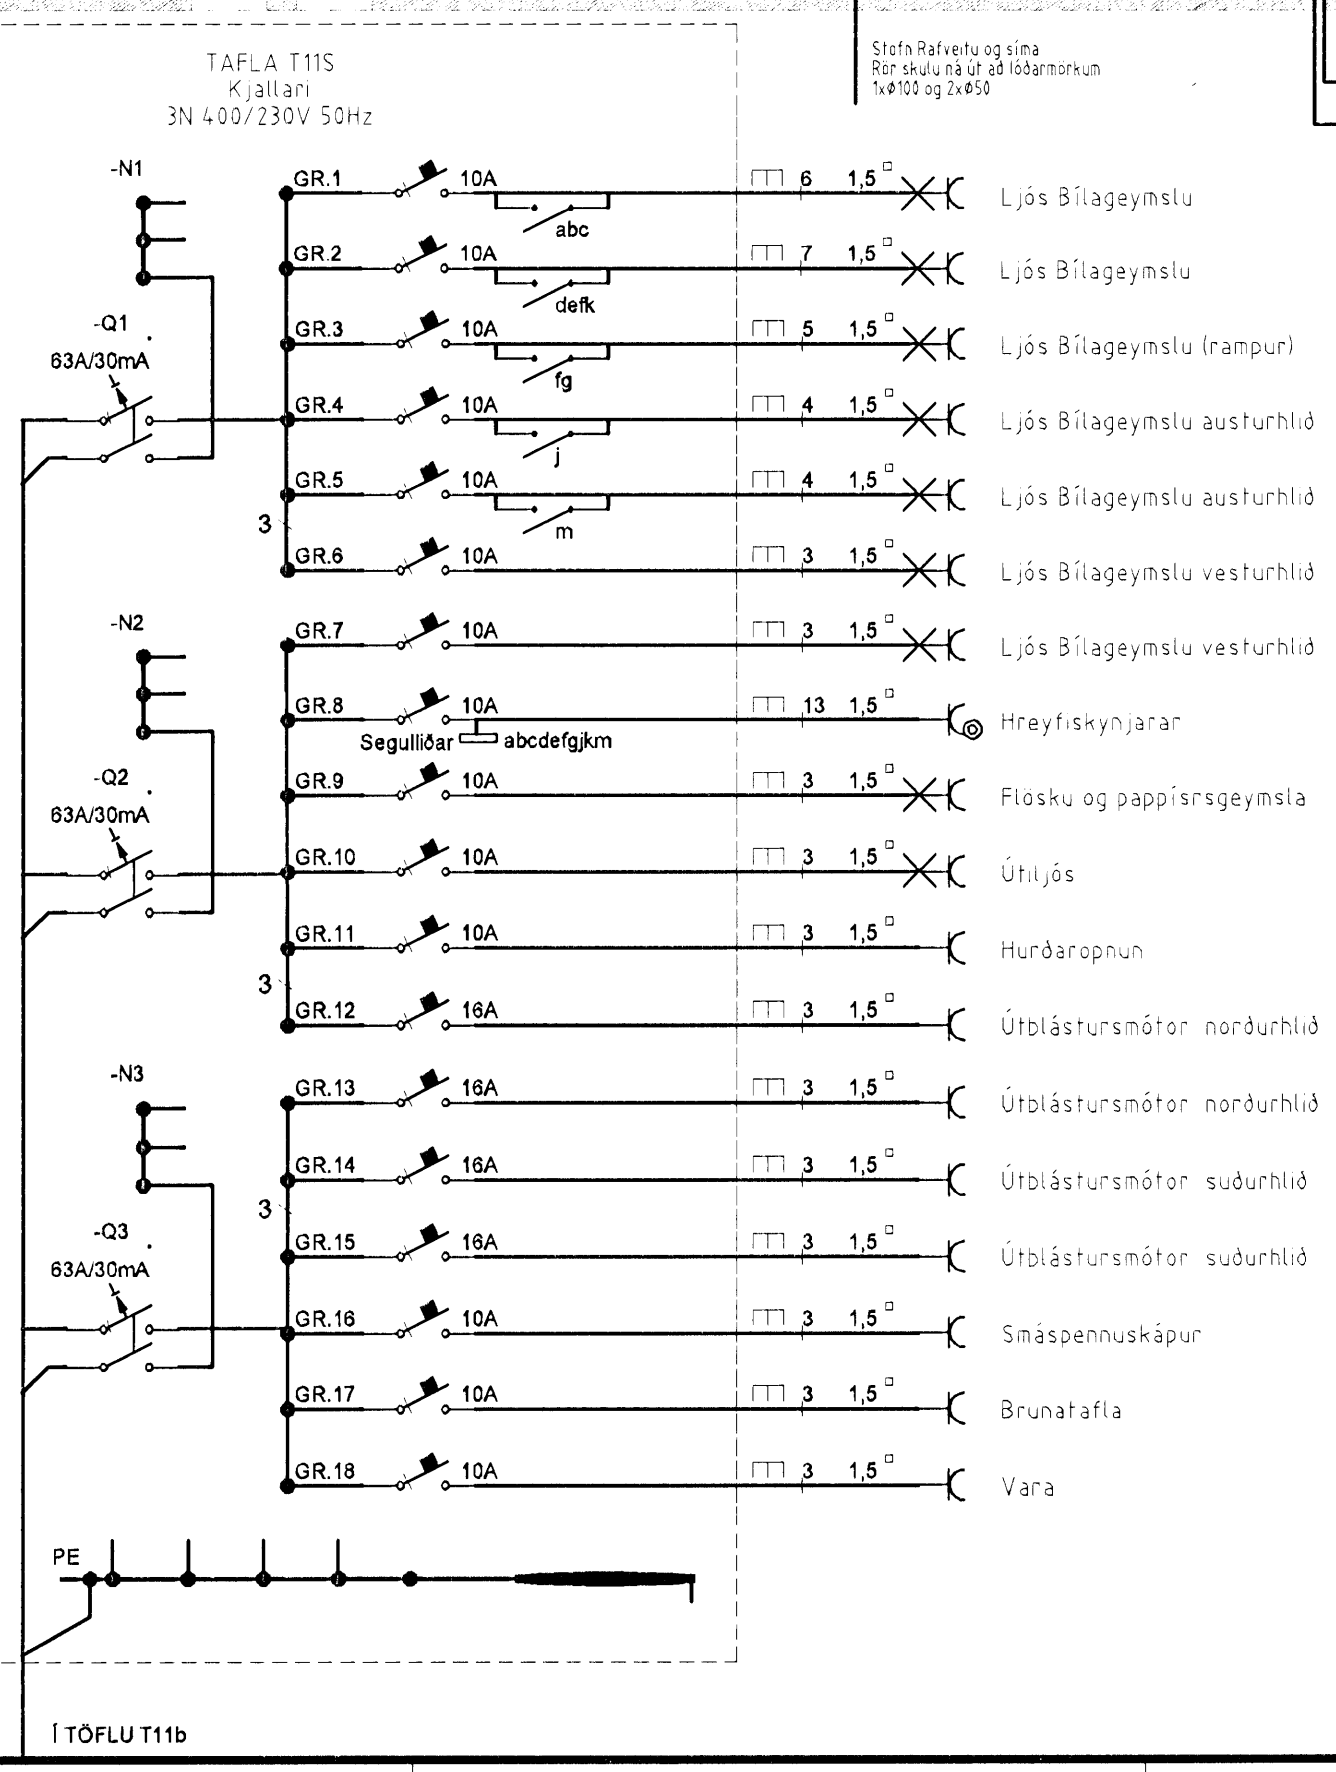 TAFLA T11S
Kjallari
3N 400/230V 50Hz
Stofn Rafveitu og síma
Rör skulu ná út að lóðarmörkum
1xø100 og 2xø50
-N1
GR.1 10A abc 6 1,5 Ljós Bílageymslu
GR.2 10A defk 7 1,5 Ljós Bílageymslu
-Q1
63A/30mA
GR.3 10A fg 5 1,5 Ljós Bílageymslu (rampur)
GR.4 10A j 4 1,5 Ljós Bílageymslu austurhlið
GR.5 10A m 4 1,5 Ljós Bílageymslu austurhlið
3
GR.6 10A 3 1,5 Ljós Bílageymslu vesturhlið
-N2
GR.7 10A 3 1,5 Ljós Bílageymslu vesturhlið
GR.8 10A 13 1,5 Hreyfiskynjarar
Segulliðar abcdefgjkm
-Q2
63A/30mA
GR.9 10A 3 1,5 Flösku og pappísrsgeymsla
GR.10 10A 3 1,5 Útiljós
GR.11 10A 3 1,5 Hurðaropnun
3
GR.12 16A 3 1,5 Útblástursmótor norðurhlið
-N3
GR.13 16A 3 1,5 Útblástursmótor norðurhlið
GR.14 16A 3 1,5 Útblástursmótor suðurhlið
3
-Q3
63A/30mA
GR.15 16A 3 1,5 Útblástursmótor suðurhlið
GR.16 10A 3 1,5 Smáspennuskápur
GR.17 10A 3 1,5 Brunatafla
GR.18 10A 3 1,5 Vara
PE
Í TÖFLU T11b